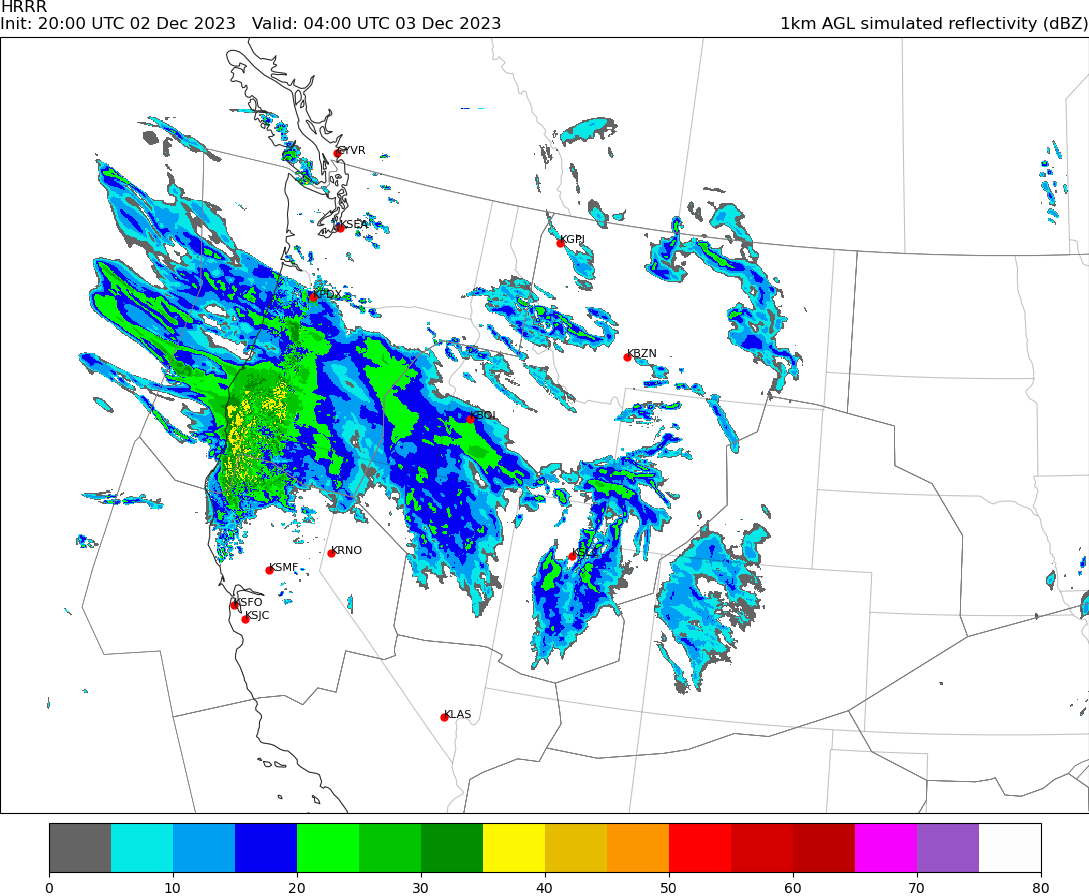 HRRR
Init: 20:00 UTC 02 Dec 2023   Valid: 04:00 UTC 03 Dec 2023   1km AGL simulated reflectivity (dBZ)
CYVR
KSEA
KGPI
KPDX
KBZN
KBOI
KRNO
KSLC
KSMF
KSFO
KSJC
KLAS
0 10 20 30 40 50 60 70 80